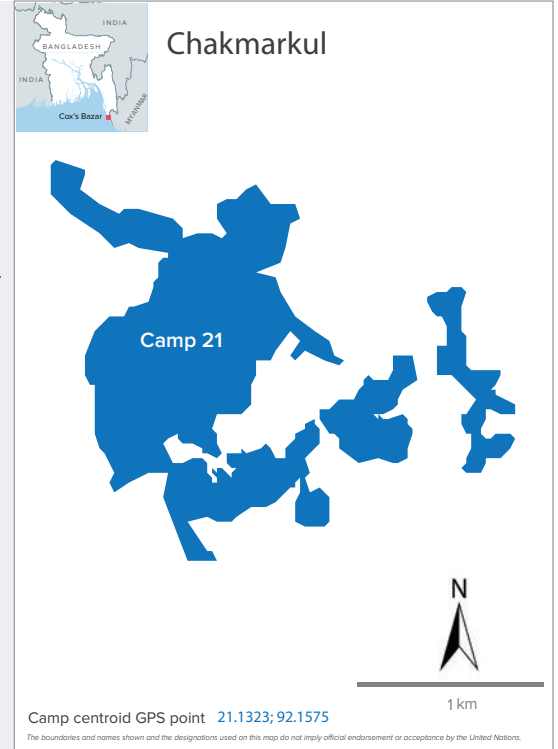 INDIA
BANGLADESH
INDIA
MYANMAR
Cox's Bazar
Chakmarkul
Camp 21
N
1 km
Camp centroid GPS point 21.1323; 92.1575
The boundaries and names shown and the designations used on this map do not imply official endorsement or acceptance by the United Nations.